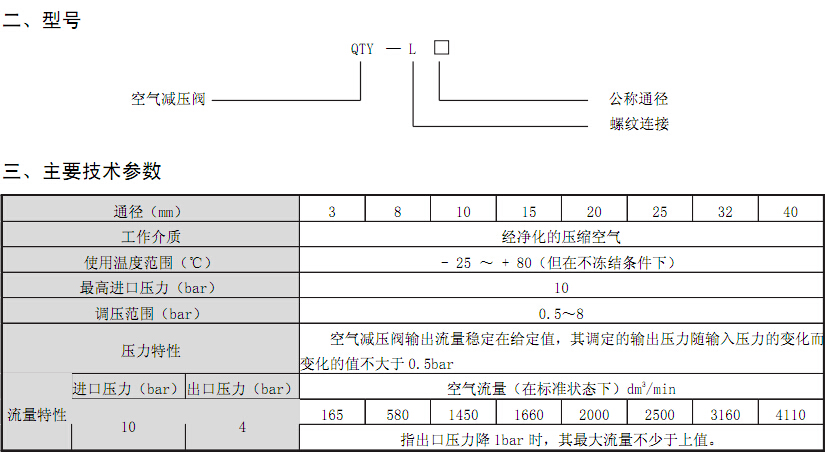 二、型号
QTY — L □
空气减压阀
公称通径
螺纹连接
三、主要技术参数
通径（mm） 3 8 10 15 20 25 32 40
工作介质 经净化的压缩空气
使用温度范围（℃） - 25 ～ + 80（但在不冻结条件下）
最高进口压力（bar） 10
调压范围（bar） 0.5～8
压力特性 空气减压阀输出流量稳定在给定值，其调定的输出压力随输入压力的变化而
变化的值不大于0.5bar
流量特性 进口压力（bar） 出口压力（bar） 空气流量（在标准状态下）dm³/min
10 4 165 580 1450 1660 2000 2500 3160 4110
指出口压力降1bar时，其最大流量不少于上值。